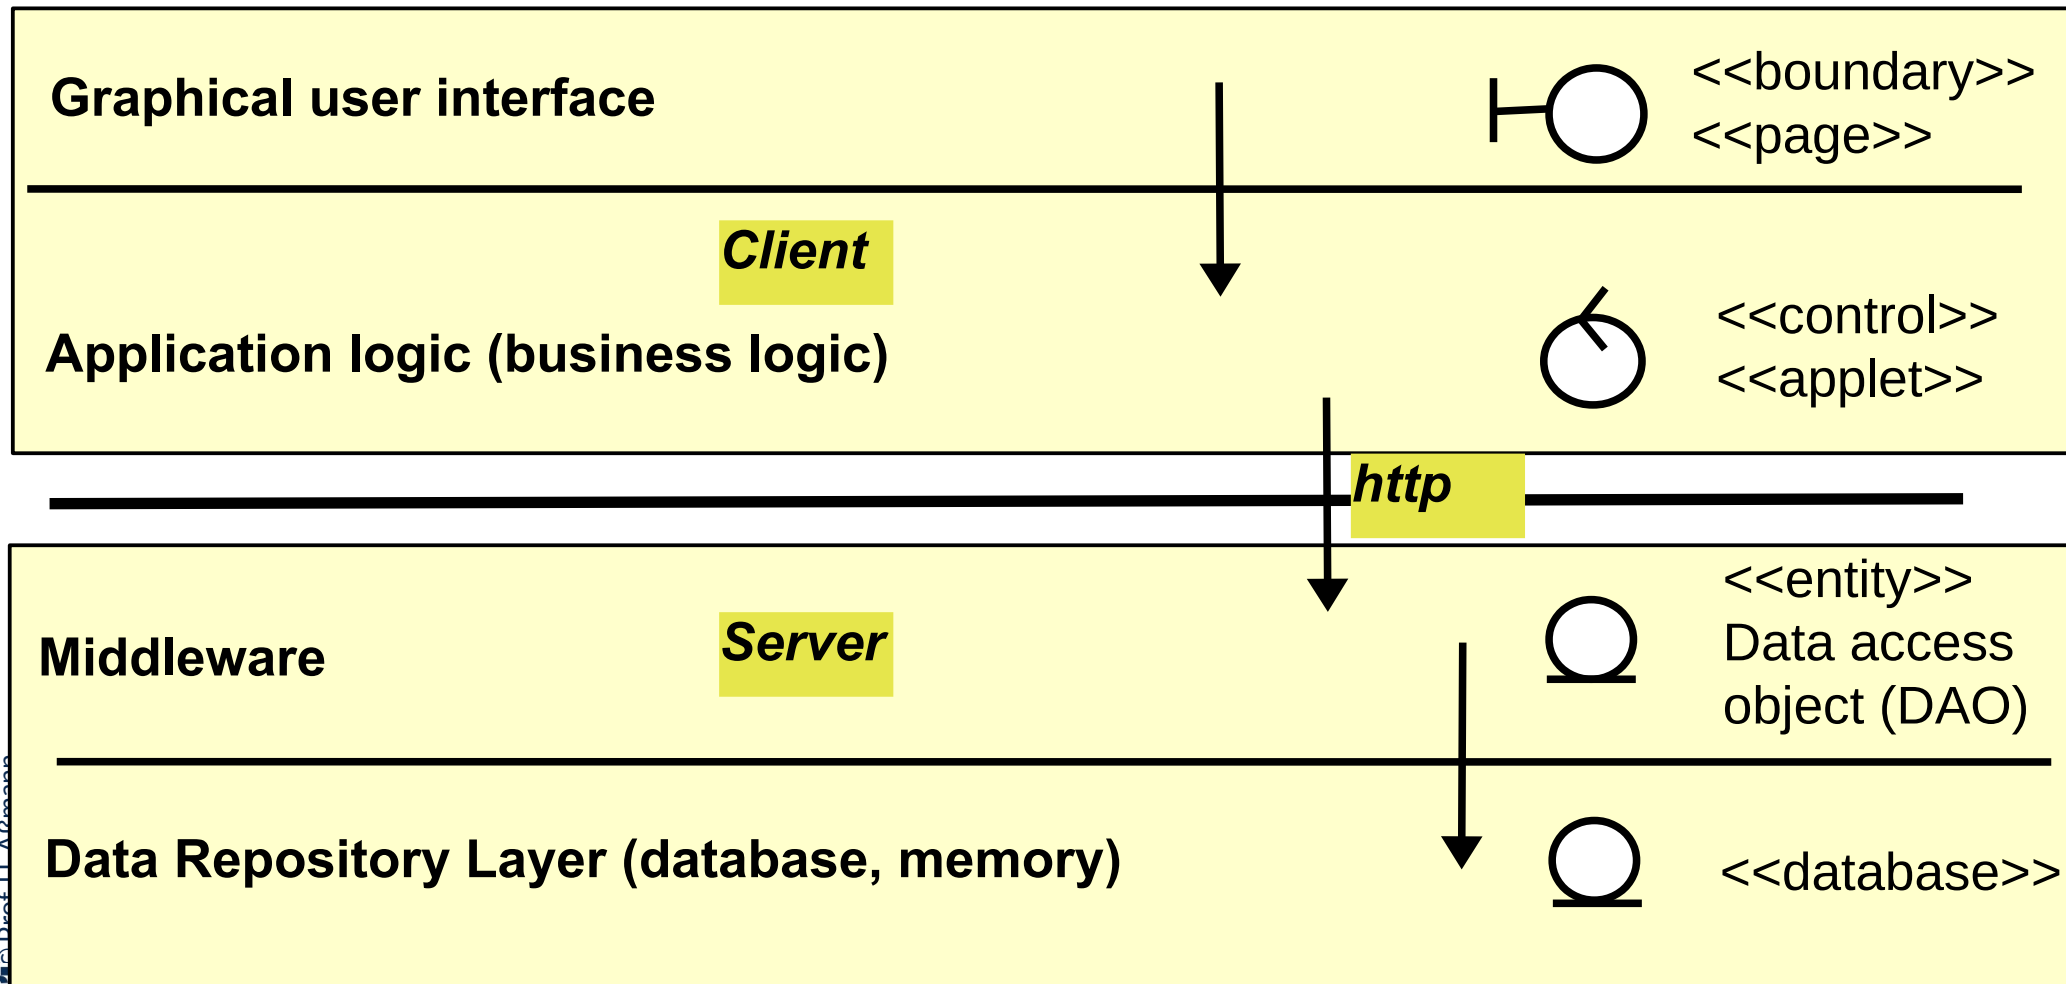 Graphical user interface
<<boundary>>
<<page>>
Client
Application logic (business logic)
<<control>>
<<applet>>
http
Middleware
Server
<<entity>>
Data access
object (DAO)
Data Repository Layer (database, memory)
<<database>>